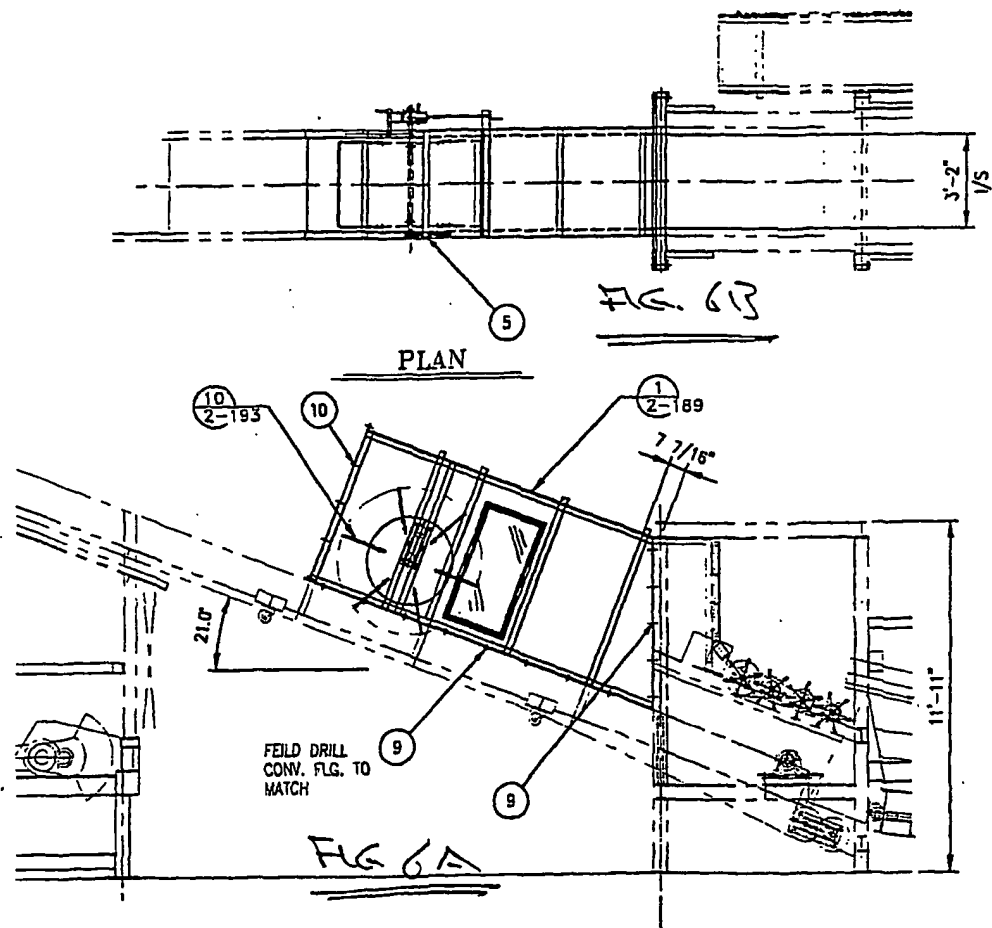 3'-2"
I/S
FIG. 6B
5
PLAN
10
2-193
10
1
2-189
7 7/16"
21.0°
11'-11"
FEILD DRILL
CONV. FLG. TO
MATCH
9
9
FIG 6A